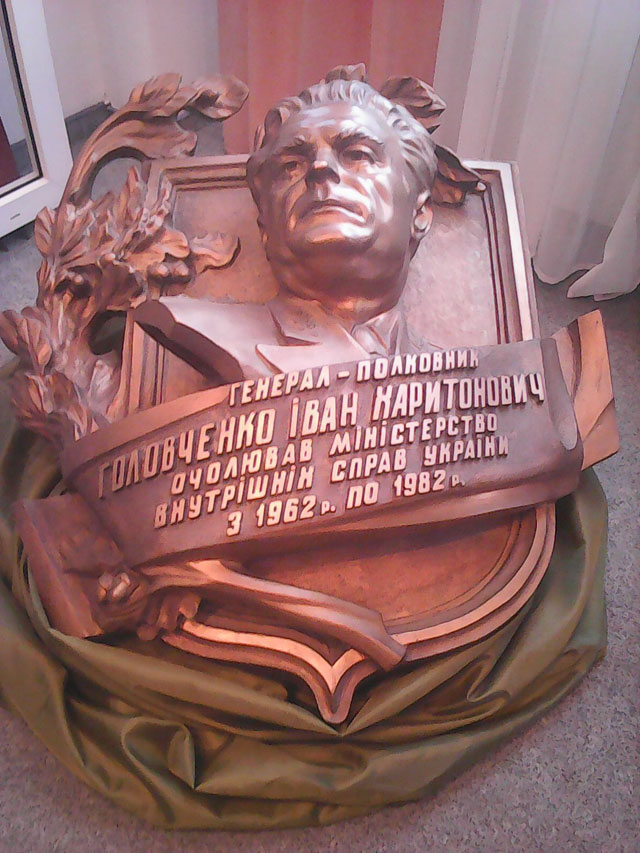 ГЕНЕРАЛ - ПОЛКОВНИК
ГОЛОВЧЕНКО ІВАН ХАРИТОНОВИЧ
ОЧОЛЮВАВ МІНІСТЕРСТВО
ВНУТРІШНІХ СПРАВ УКРАЇНИ
З 1962 р. ПО 1982 р.